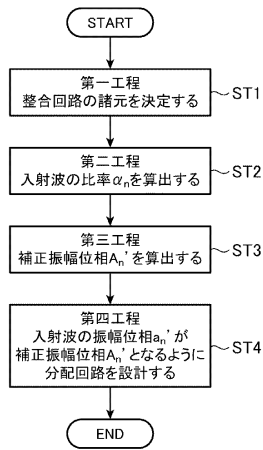 START
第一工程
整合回路の諸元を決定する
ST1
第二工程
入射波の比率αnを算出する
ST2
第三工程
補正振幅位相An'を算出する
ST3
第四工程
入射波の振幅位相an'が
補正振幅位相An'となるように
分配回路を設計する
ST4
END